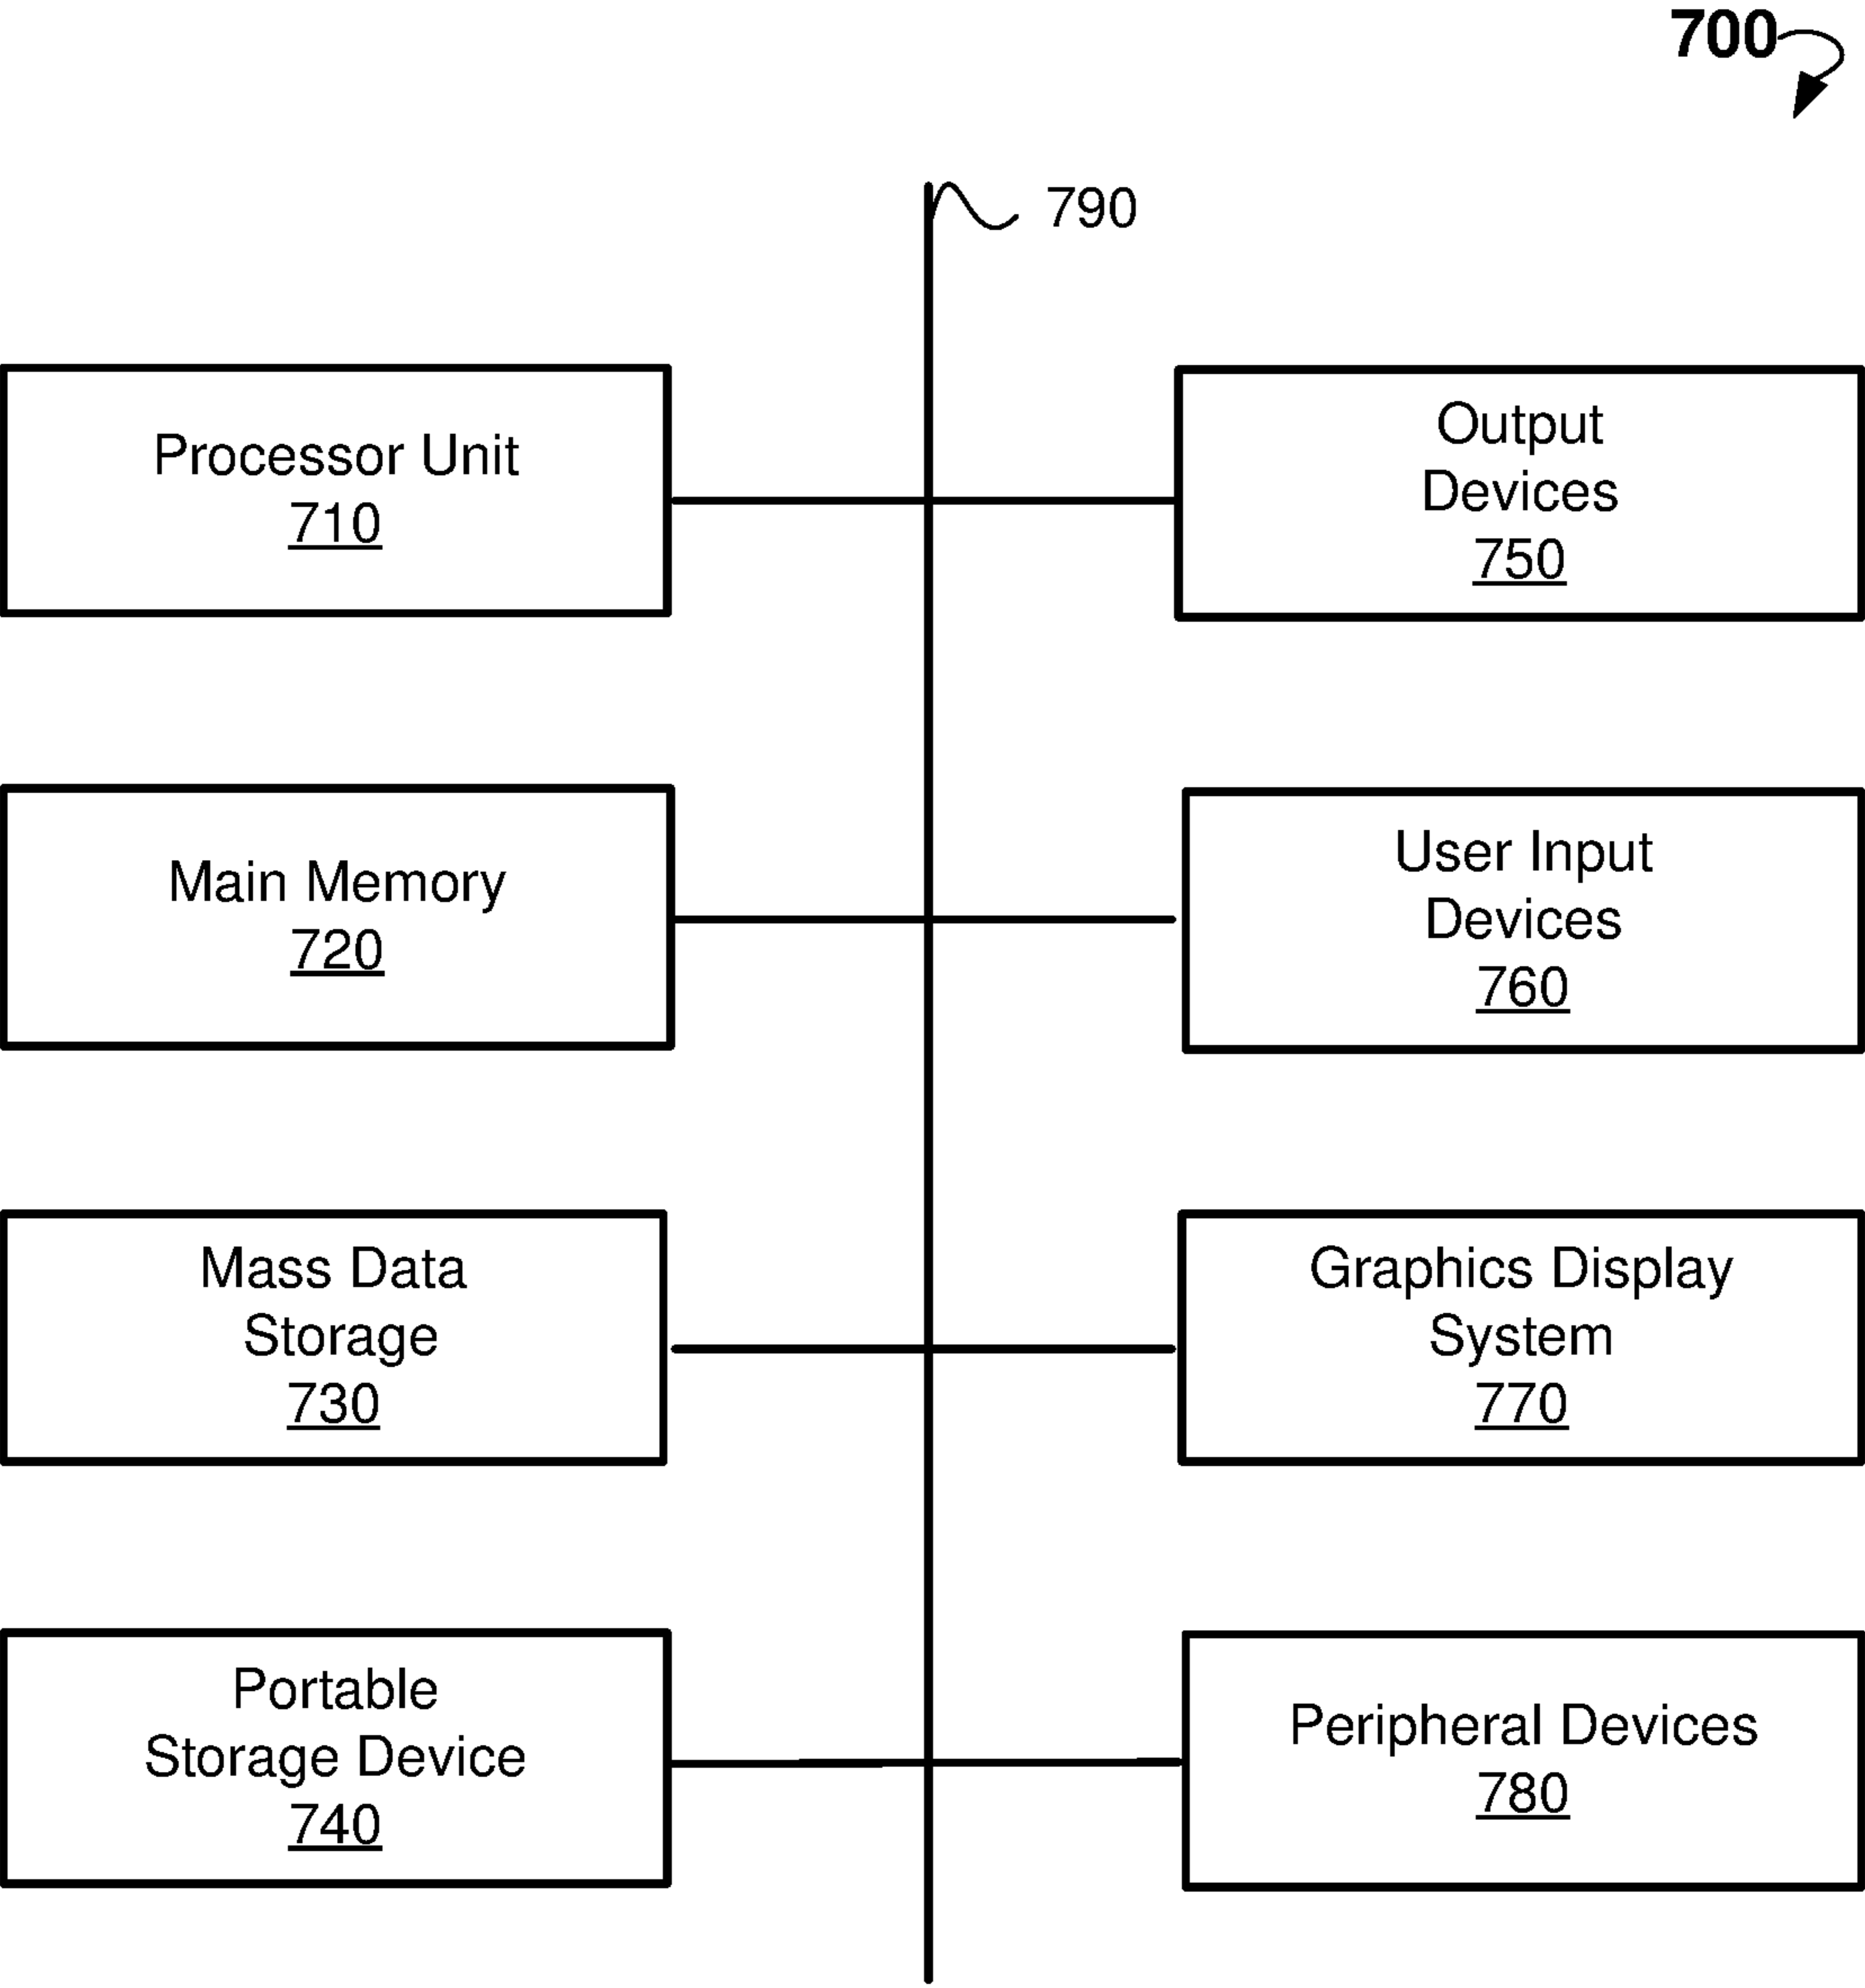 700
790
Processor Unit
710
Output
Devices
750
Main Memory
720
User Input
Devices
760
Mass Data
Storage
730
Graphics Display
System
770
Portable
Storage Device
740
Peripheral Devices
780